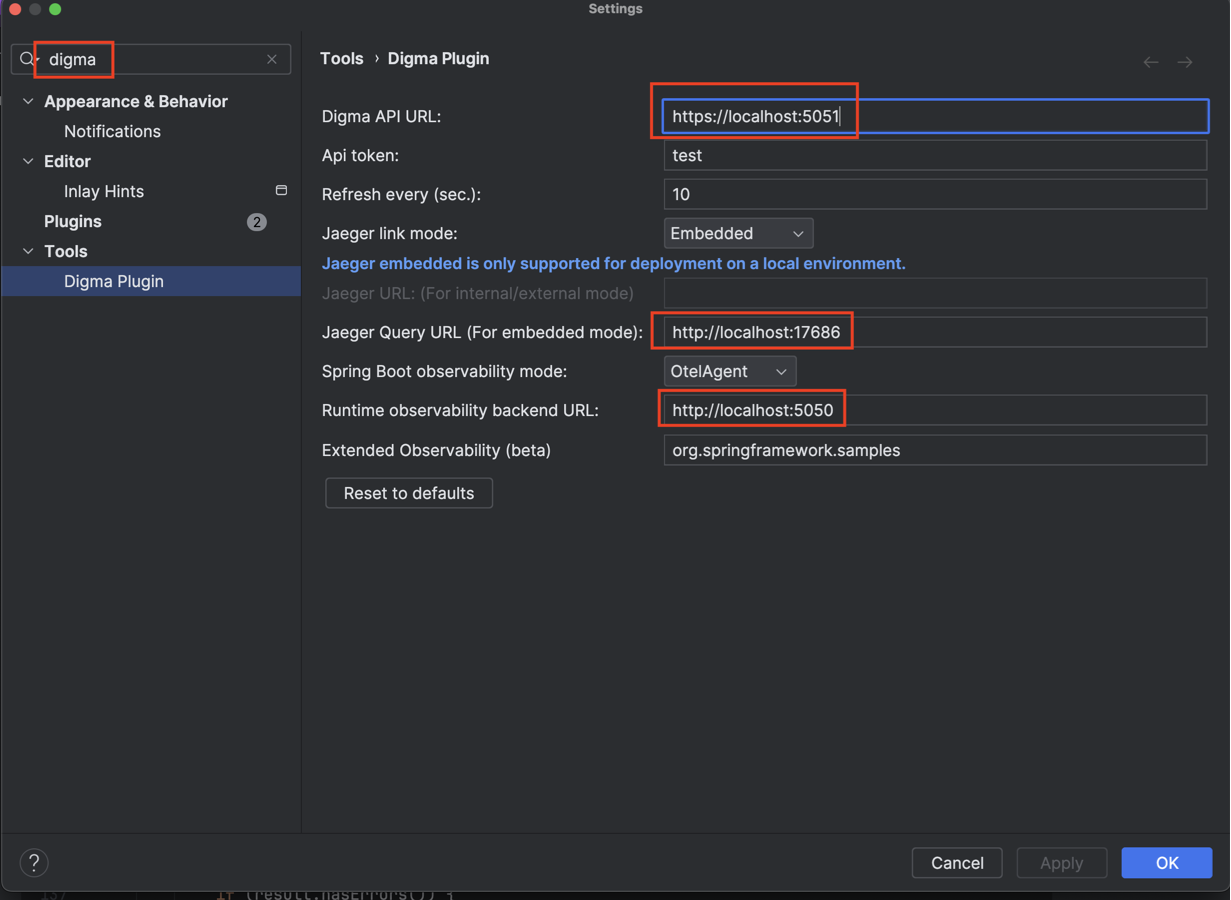 Settings
digma
Appearance & Behavior
Notifications
Editor
Inlay Hints
Plugins 2
Tools
Digma Plugin
Tools › Digma Plugin
Digma API URL: https://localhost:5051
Api token: test
Refresh every (sec.): 10
Jaeger link mode: Embedded
Jaeger embedded is only supported for deployment on a local environment.
Jaeger URL: (For internal/external mode)
Jaeger Query URL (For embedded mode): http://localhost:17686
Spring Boot observability mode: OtelAgent
Runtime observability backend URL: http://localhost:5050
Extended Observability (beta) org.springframework.samples
Reset to defaults
? Cancel Apply OK
137 if (result.hasErrors()) {